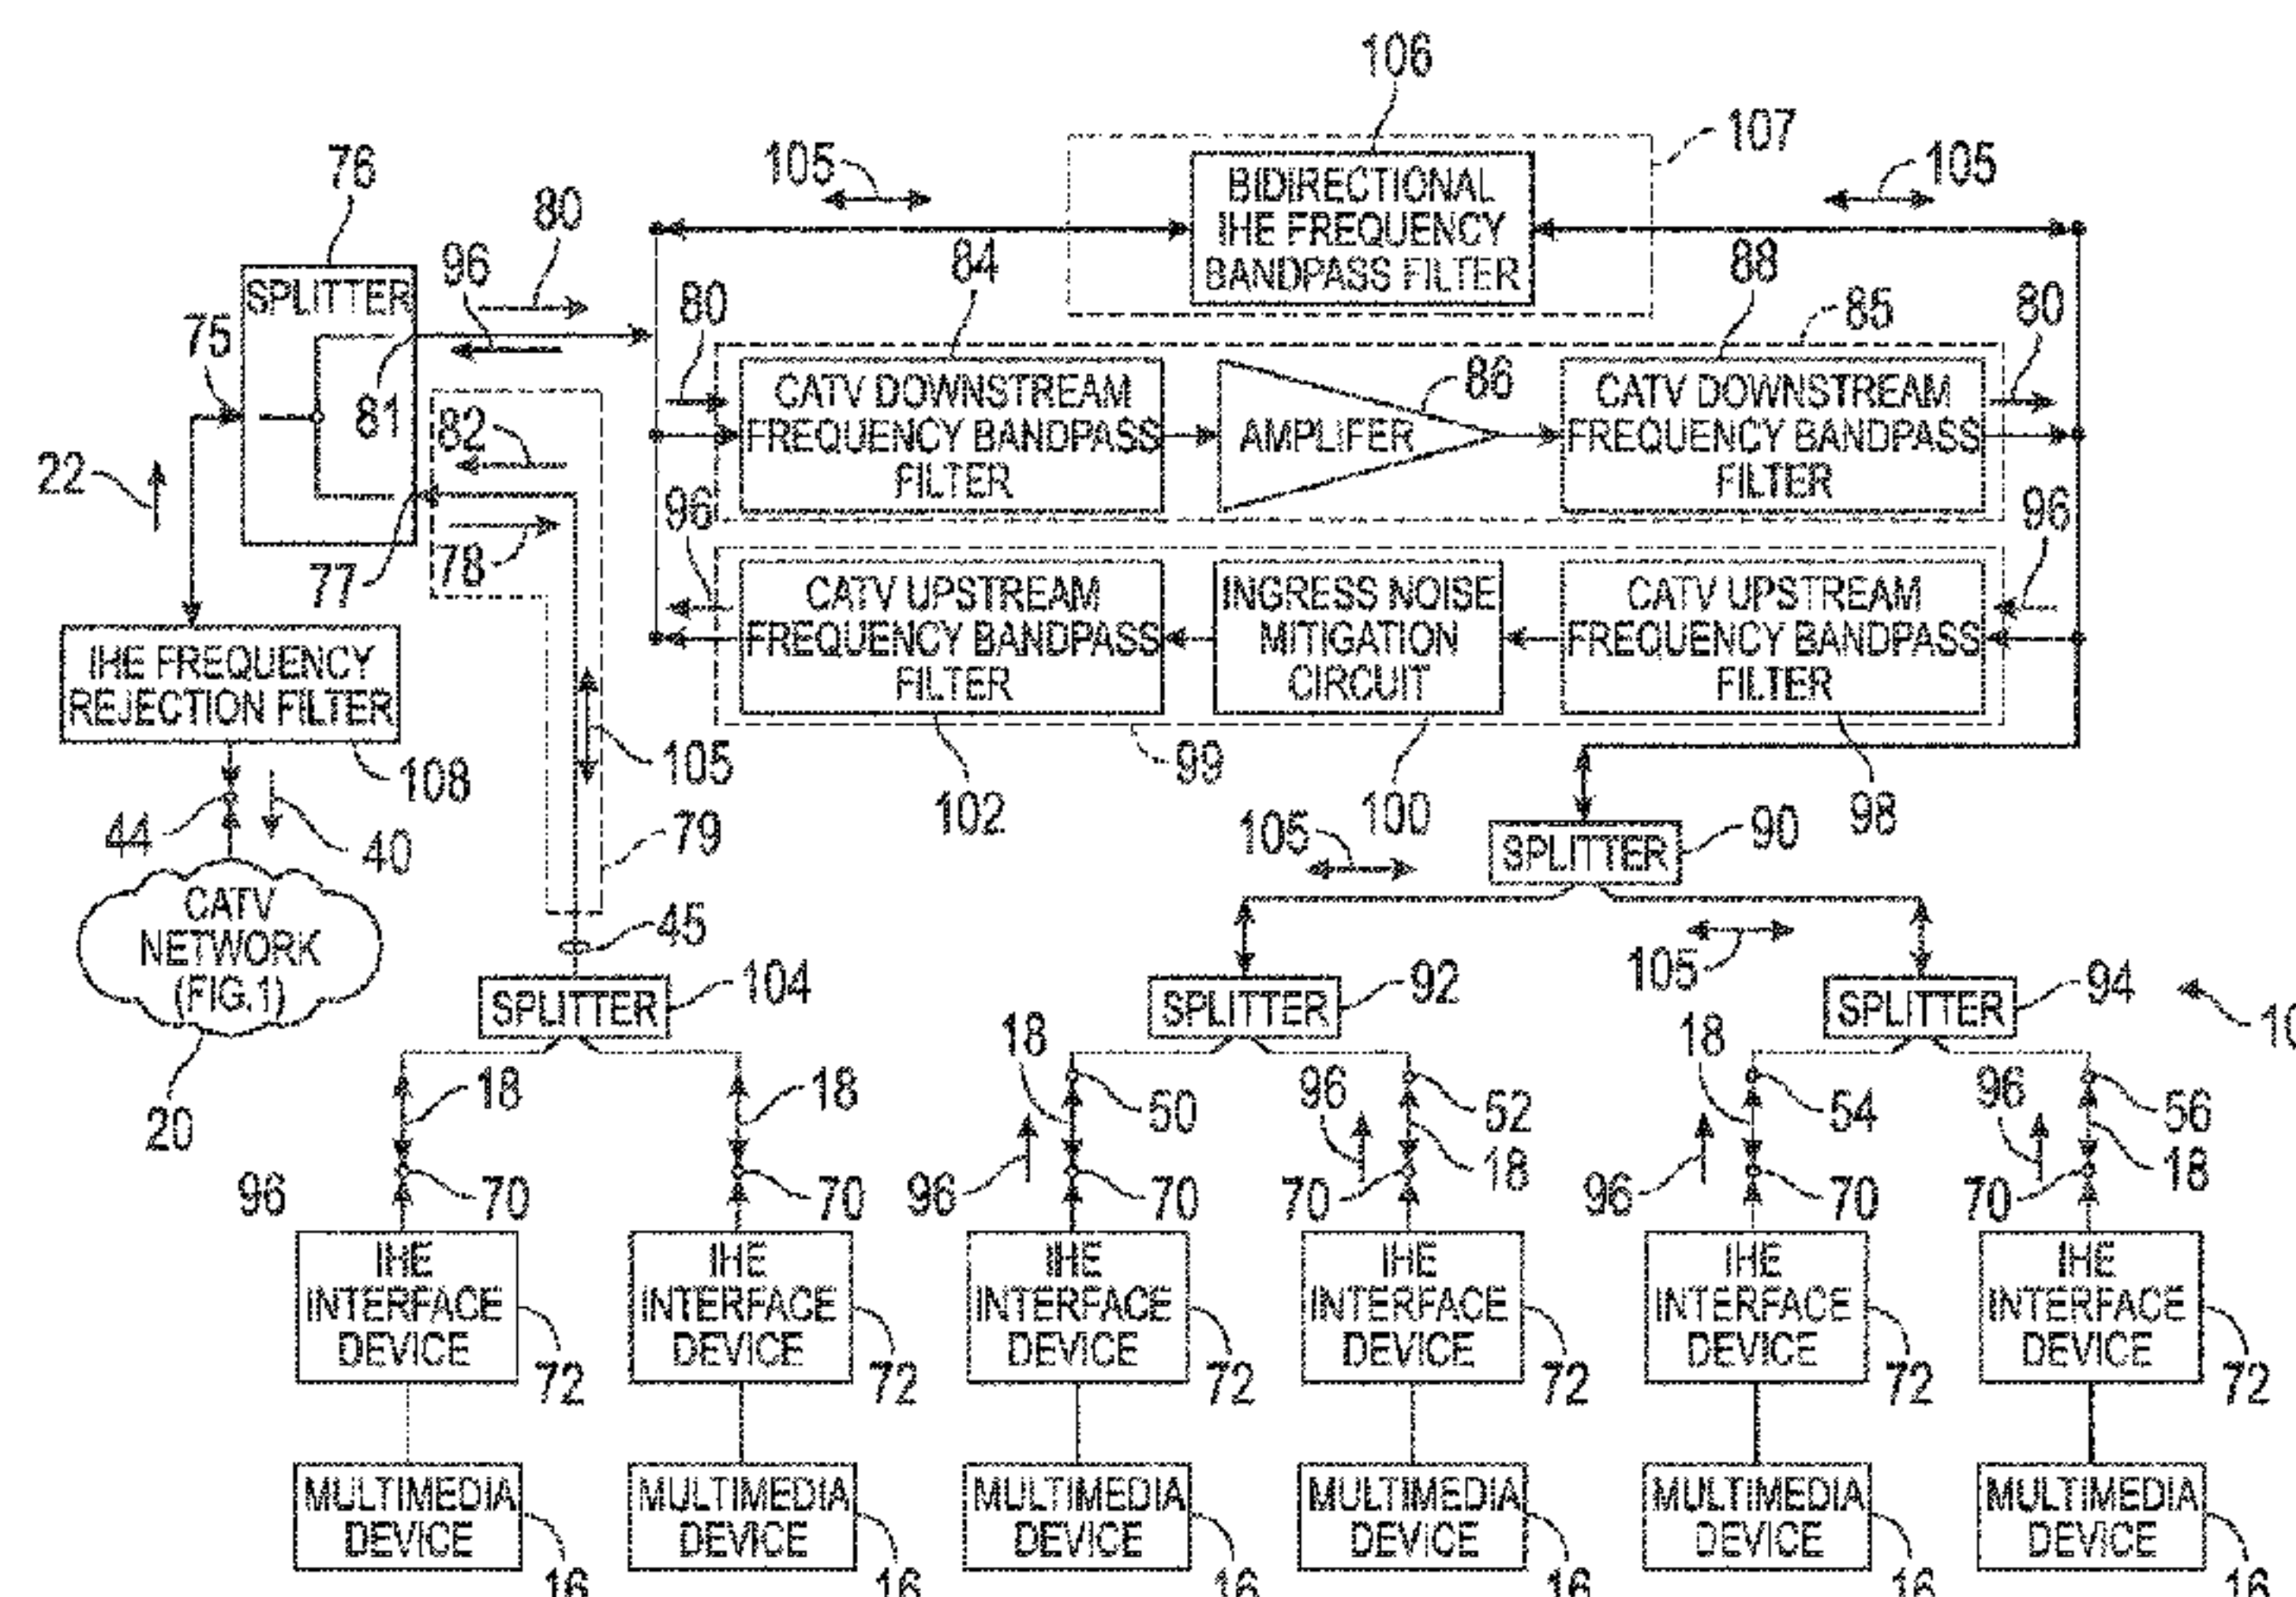 106
107
105
105
76
80
BIDIRECTIONAL
IHE FREQUENCY
BANDPASS FILTER
84
88
96
SPLITTER
80
85
80
75
81
CATV DOWNSTREAM
FREQUENCY BANDPASS
FILTER
86
AMPLIFER
CATV DOWNSTREAM
FREQUENCY BANDPASS
FILTER
82
22
96
96
78
77
CATV UPSTREAM
FREQUENCY BANDPASS
FILTER
INGRESS NOISE
MITIGATION
CIRCUIT
CATV UPSTREAM
FREQUENCY BANDPASS
FILTER
IHE FREQUENCY
REJECTION FILTER
108
105
99
102
100
98
44
40
79
105
90
SPLITTER
CATV
NETWORK
(FIG.1)
20
45
105
SPLITTER
104
SPLITTER
92
SPLITTER
94
10
18
18
18
50
96
52
18
54
96
56
96
70
70
96
70
70
18
96
70
70
18
IHE
INTERFACE
DEVICE
72
IHE
INTERFACE
DEVICE
72
IHE
INTERFACE
DEVICE
72
IHE
INTERFACE
DEVICE
72
IHE
INTERFACE
DEVICE
72
IHE
INTERFACE
DEVICE
72
MULTIMEDIA
DEVICE
16
MULTIMEDIA
DEVICE
16
MULTIMEDIA
DEVICE
16
MULTIMEDIA
DEVICE
16
MULTIMEDIA
DEVICE
16
MULTIMEDIA
DEVICE
16